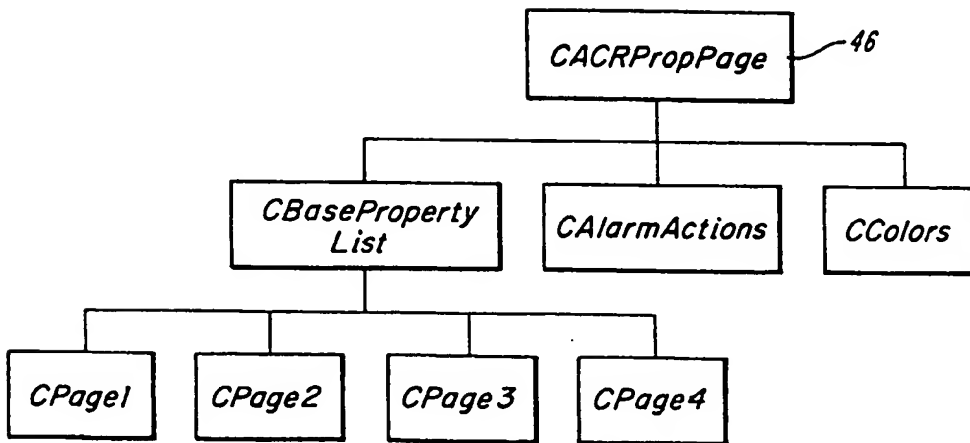 CACRPropPage
46
CBaseProperty
List
CAlarmActions
CColors
CPage1
CPage2
CPage3
CPage4